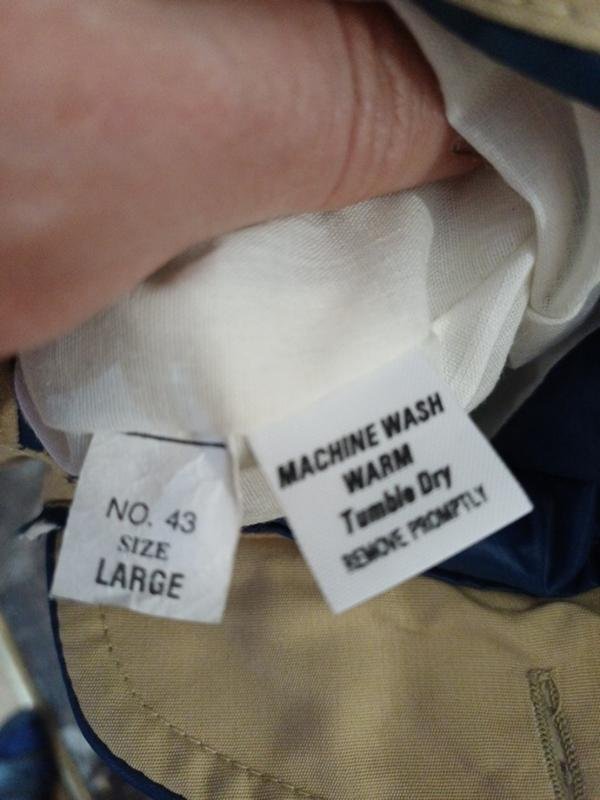 NO. 43
SIZE
LARGE
MACHINE WASH
WARM
Tumble Dry
REMOVE PROMPTLY